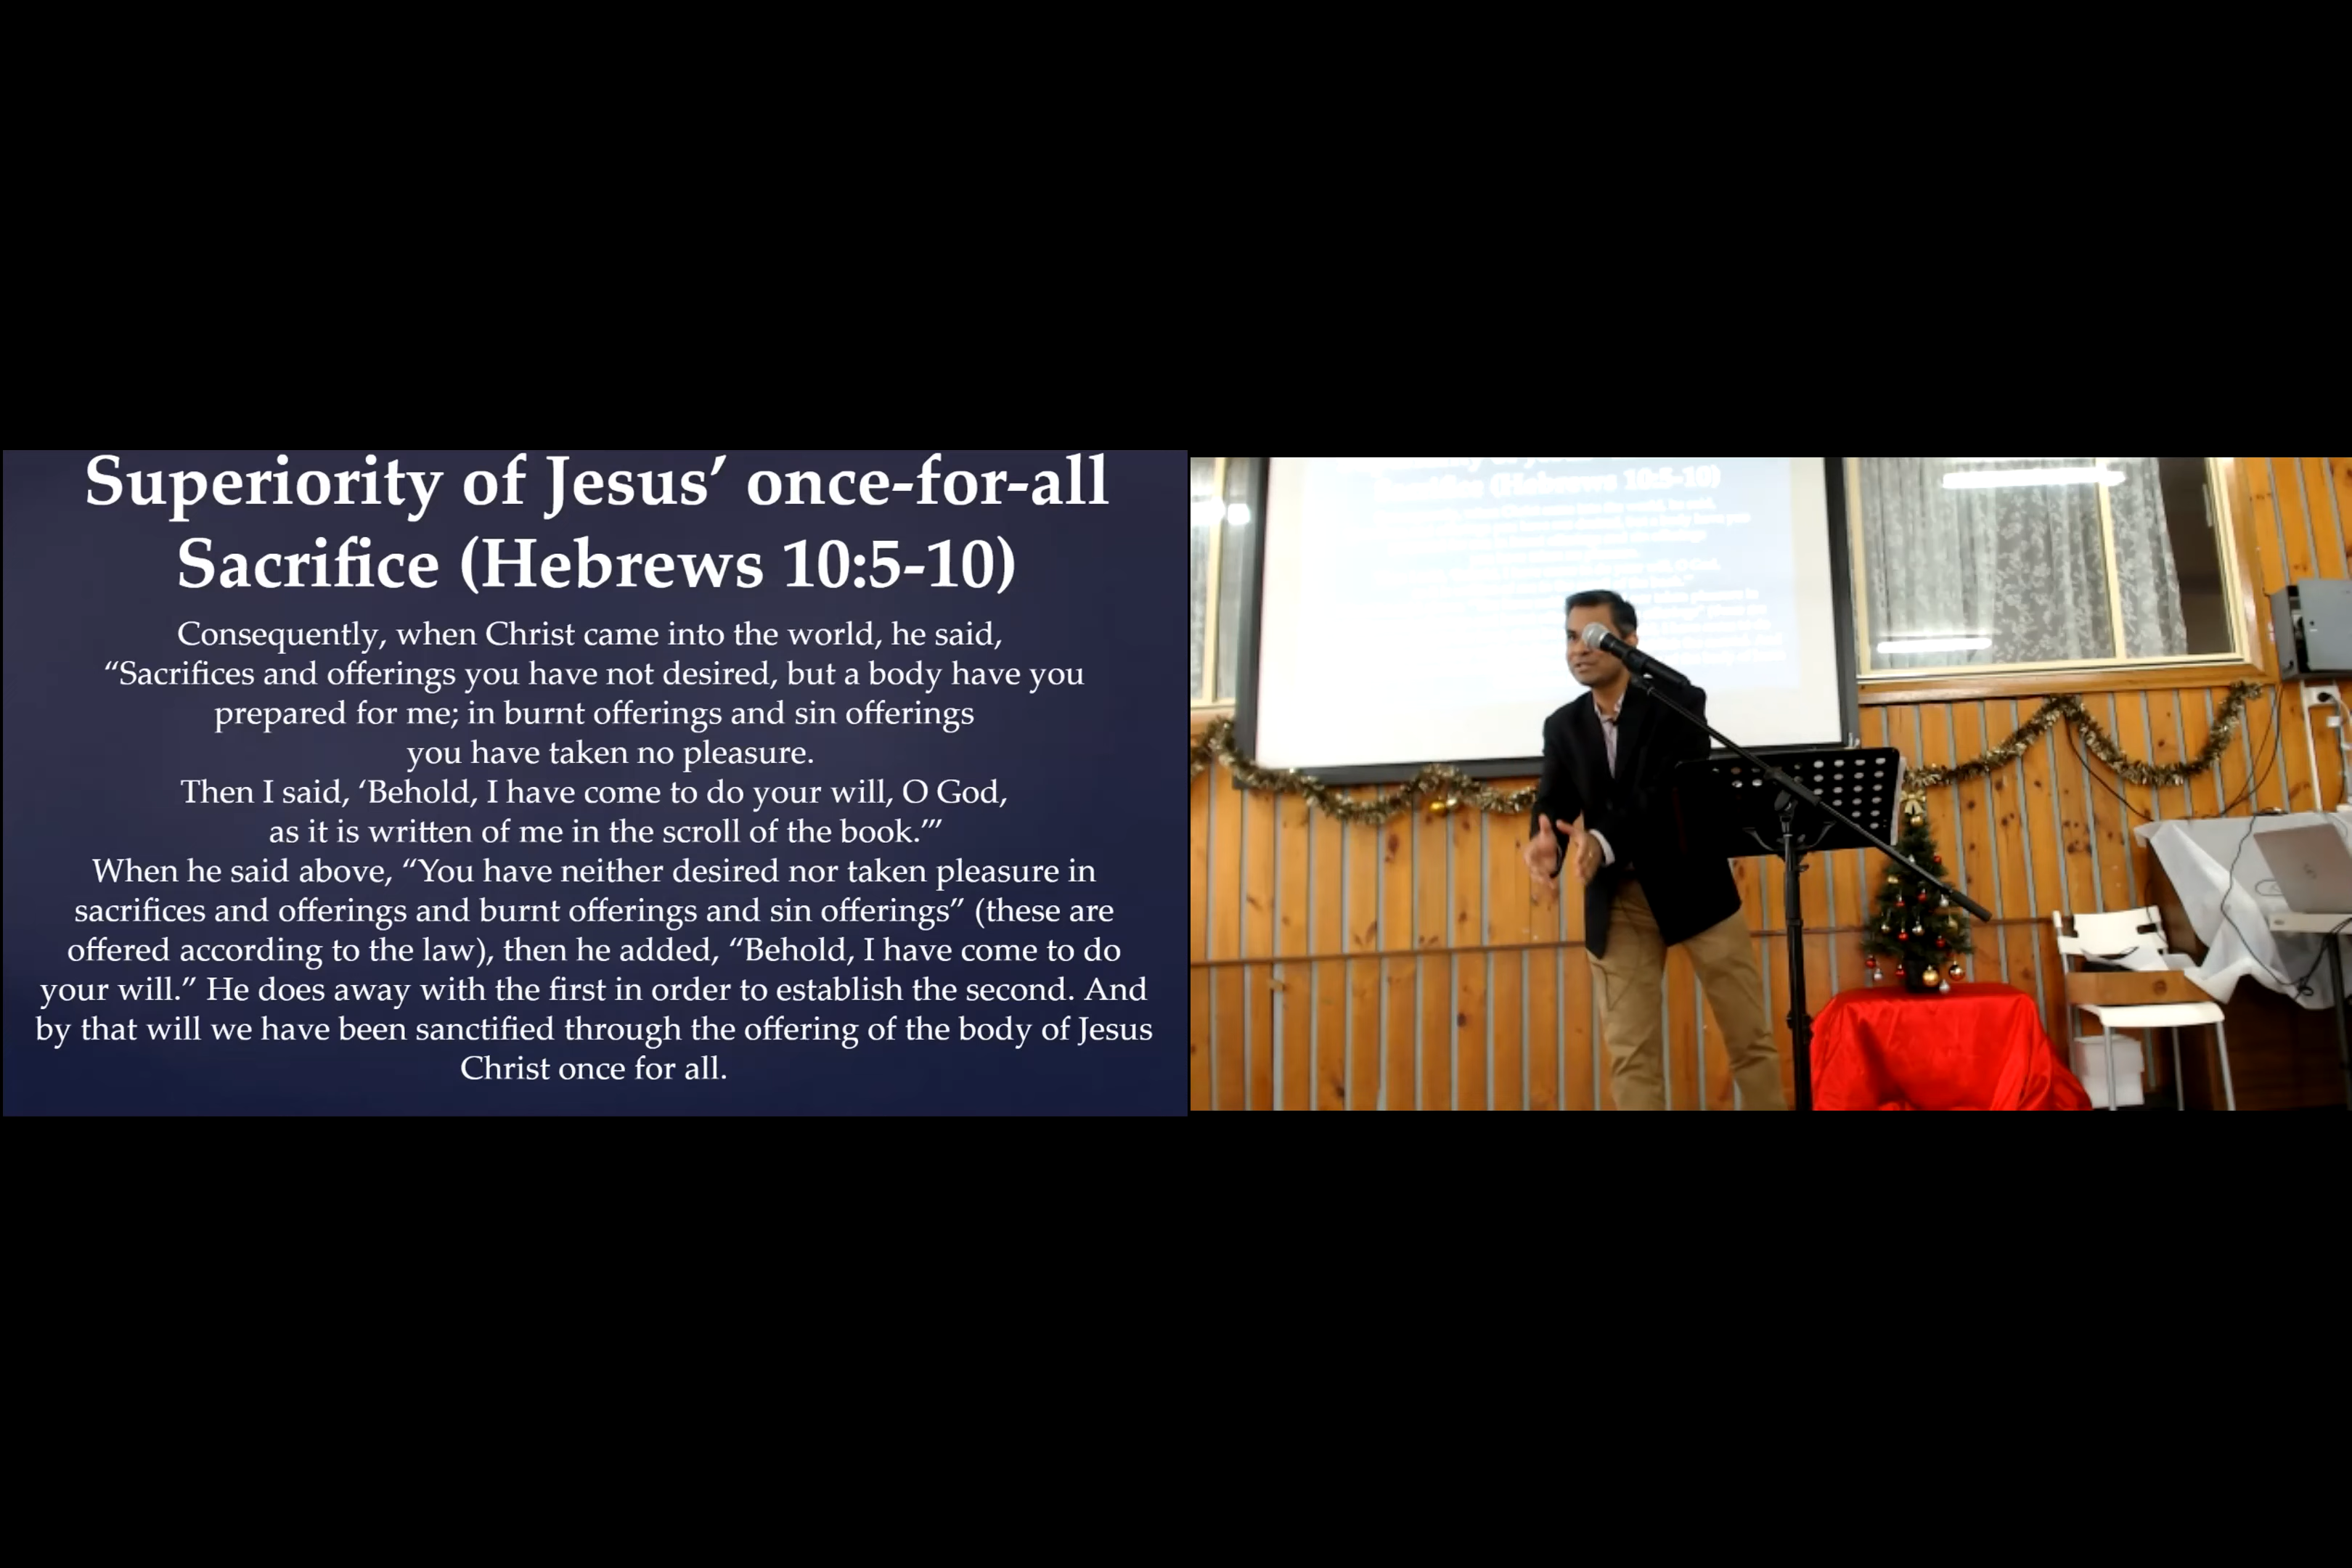 Superiority of Jesus’ once-for-all
Sacrifice (Hebrews 10:5-10)
Consequently, when Christ came into the world, he said,
“Sacrifices and offerings you have not desired, but a body have you
prepared for me; in burnt offerings and sin offerings
you have taken no pleasure.
Then I said, ‘Behold, I have come to do your will, O God,
as it is written of me in the scroll of the book.’”
When he said above, “You have neither desired nor taken pleasure in
sacrifices and offerings and burnt offerings and sin offerings” (these are
offered according to the law), then he added, “Behold, I have come to do
your will.” He does away with the first in order to establish the second. And
by that will we have been sanctified through the offering of the body of Jesus
Christ once for all.
(Hebrews 10:5-10)